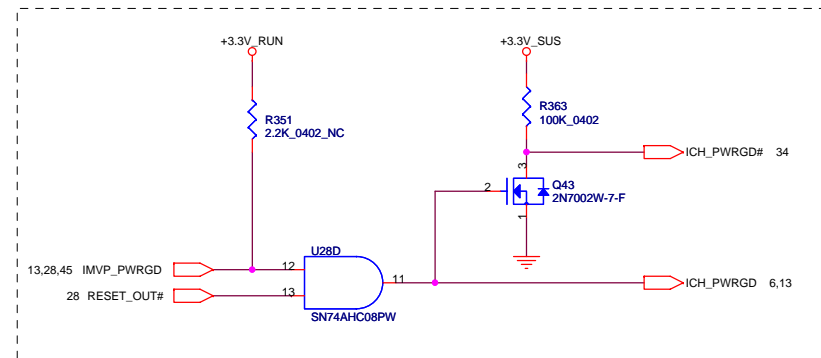 +3.3V_RUN
+3.3V_SUS
R351
2.2K_0402_NC
R363
100K_0402
3
ICH_PWRGD# 34
2
Q43
2N7002W-7-F
1
U28D
13,28,45 IMVP_PWRGD
12
11
ICH_PWRGD 6,13
28 RESET_OUT#
13
SN74AHC08PW